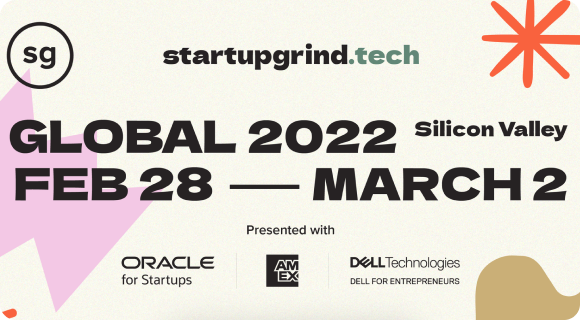 sg
startupgrind.tech
GLOBAL 2022 Silicon Valley
FEB 28 — MARCH 2
Presented with
ORACLE
for Startups
AM
EX
DELLTechnologies
DELL FOR ENTREPRENEURS